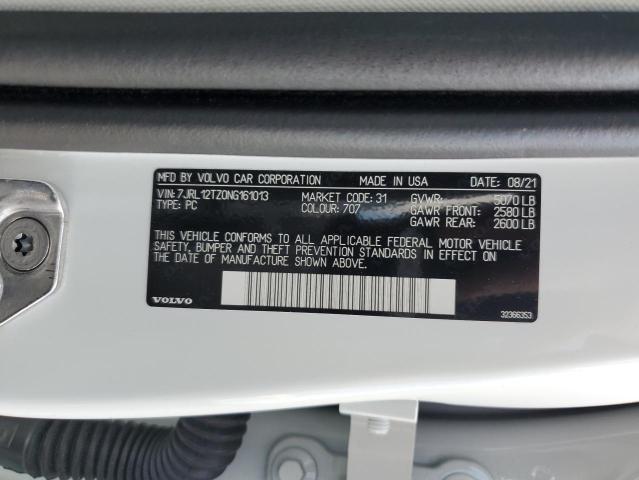 MFD BY VOLVO CAR CORPORATION MADE IN USA DATE: 08/21
VIN: 7JRL12TZ0NG161013 MARKET CODE: 31 GVWR: 5070 LB
TYPE: PC COLOUR: 707 GAWR FRONT: 2580 LB
GAWR REAR: 2600 LB
THIS VEHICLE CONFORMS TO ALL APPLICABLE FEDERAL MOTOR VEHICLE
SAFETY, BUMPER AND THEFT PREVENTION STANDARDS IN EFFECT ON
THE DATE OF MANUFACTURE SHOWN ABOVE.
VOLVO
32366353